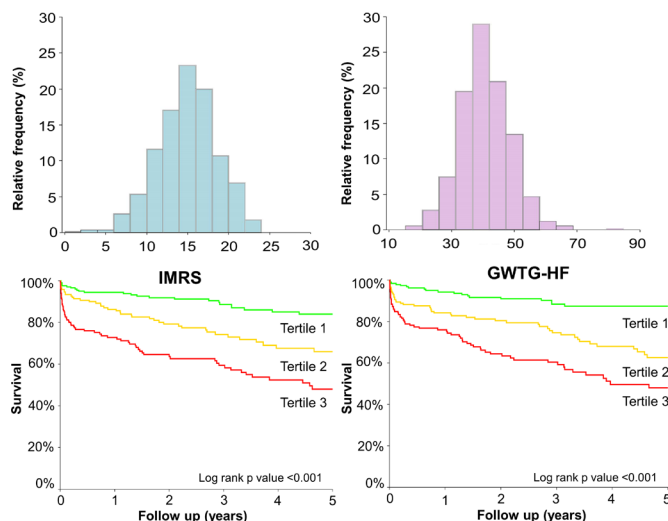 30
25
20
15
10
5
0
Relative frequency (%)
0 5 10 15 20 25 30
IMRS
30
25
20
15
10
5
.0
Relative frequency (%)
10 30 50 70 90
GWTG-HF
100%
80%
60%
40%
20%
0%
Survival
Tertile 1
Tertile 2
Tertile 3
Log rank p value <0.001
0 1 2 3 4 5
Follow up (years)
100%
80%
60%
40%
20%
0%
Survival
Tertile 1
Tertile 2
Tertile 3
Log rank p value <0.001
0 1 2 3 4 5
Follow up (years)